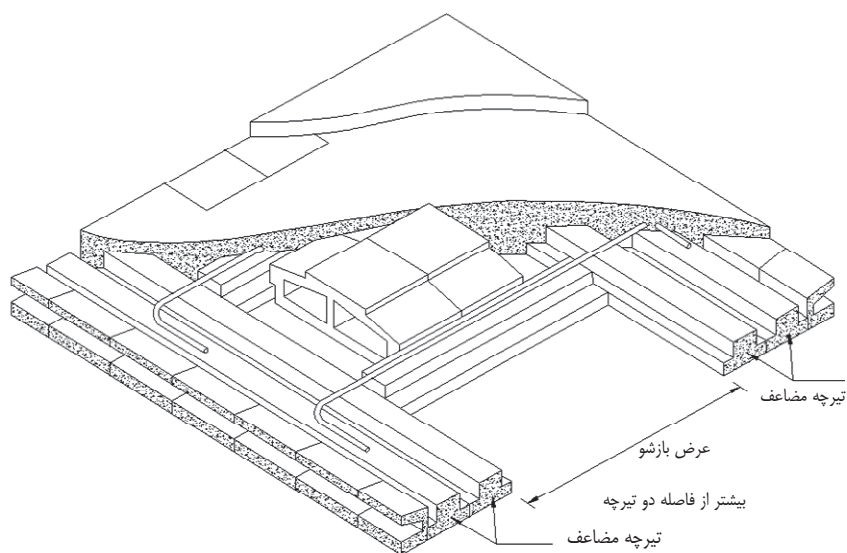 تیرچه مضاعف
عرض بازشو
بیشتر از فاصله دو تیرچه
تیرچه مضاعف